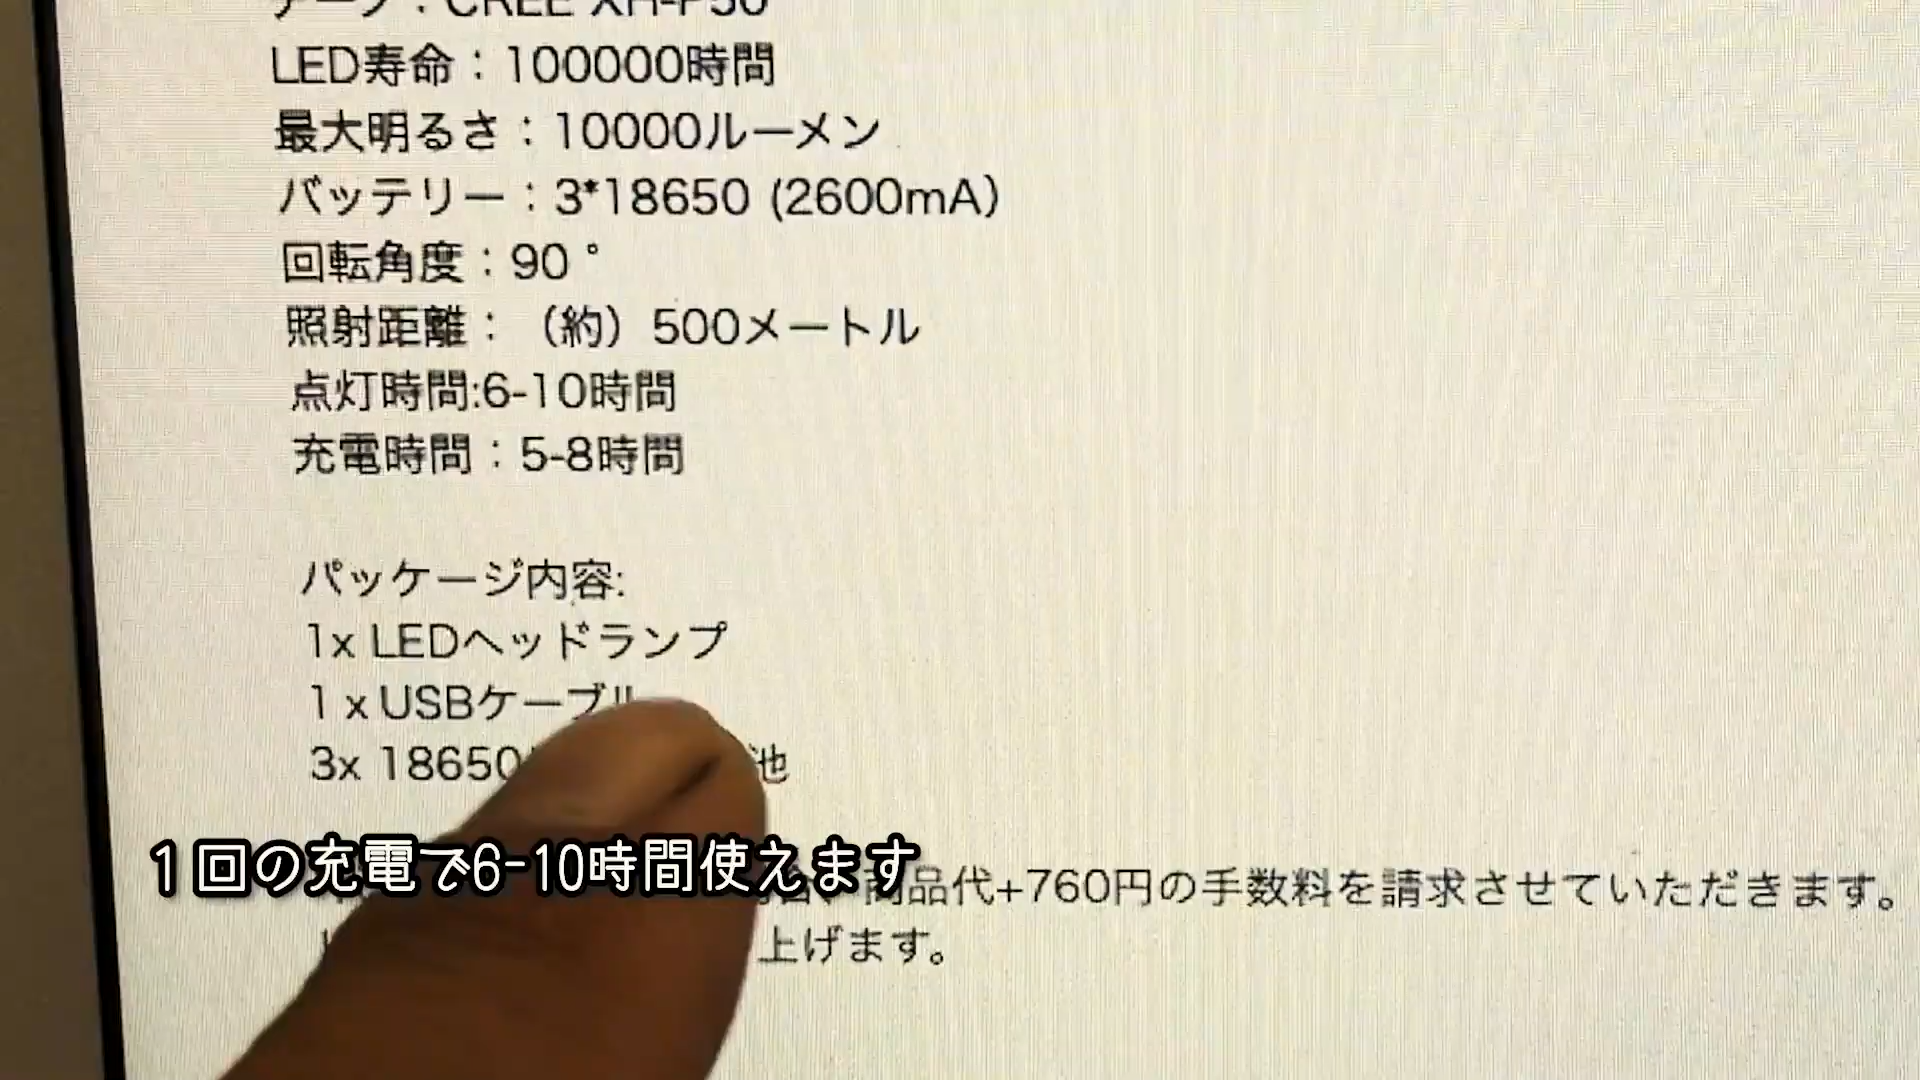 CREE XH-P50
LED寿命：100000時間
最大明るさ：10000ルーメン
バッテリー：3*18650 (2600mA）
回転角度：90 °
照射距離：（約）500メートル
点灯時間:6-10時間
充電時間：5-8時間
パッケージ内容:
1x LEDヘッドランプ
1 x USBケーブル
3x 18650 池
1回の充電で6-10時間使えます
商品代+760円の手数料を請求させていただきます。
上げます。